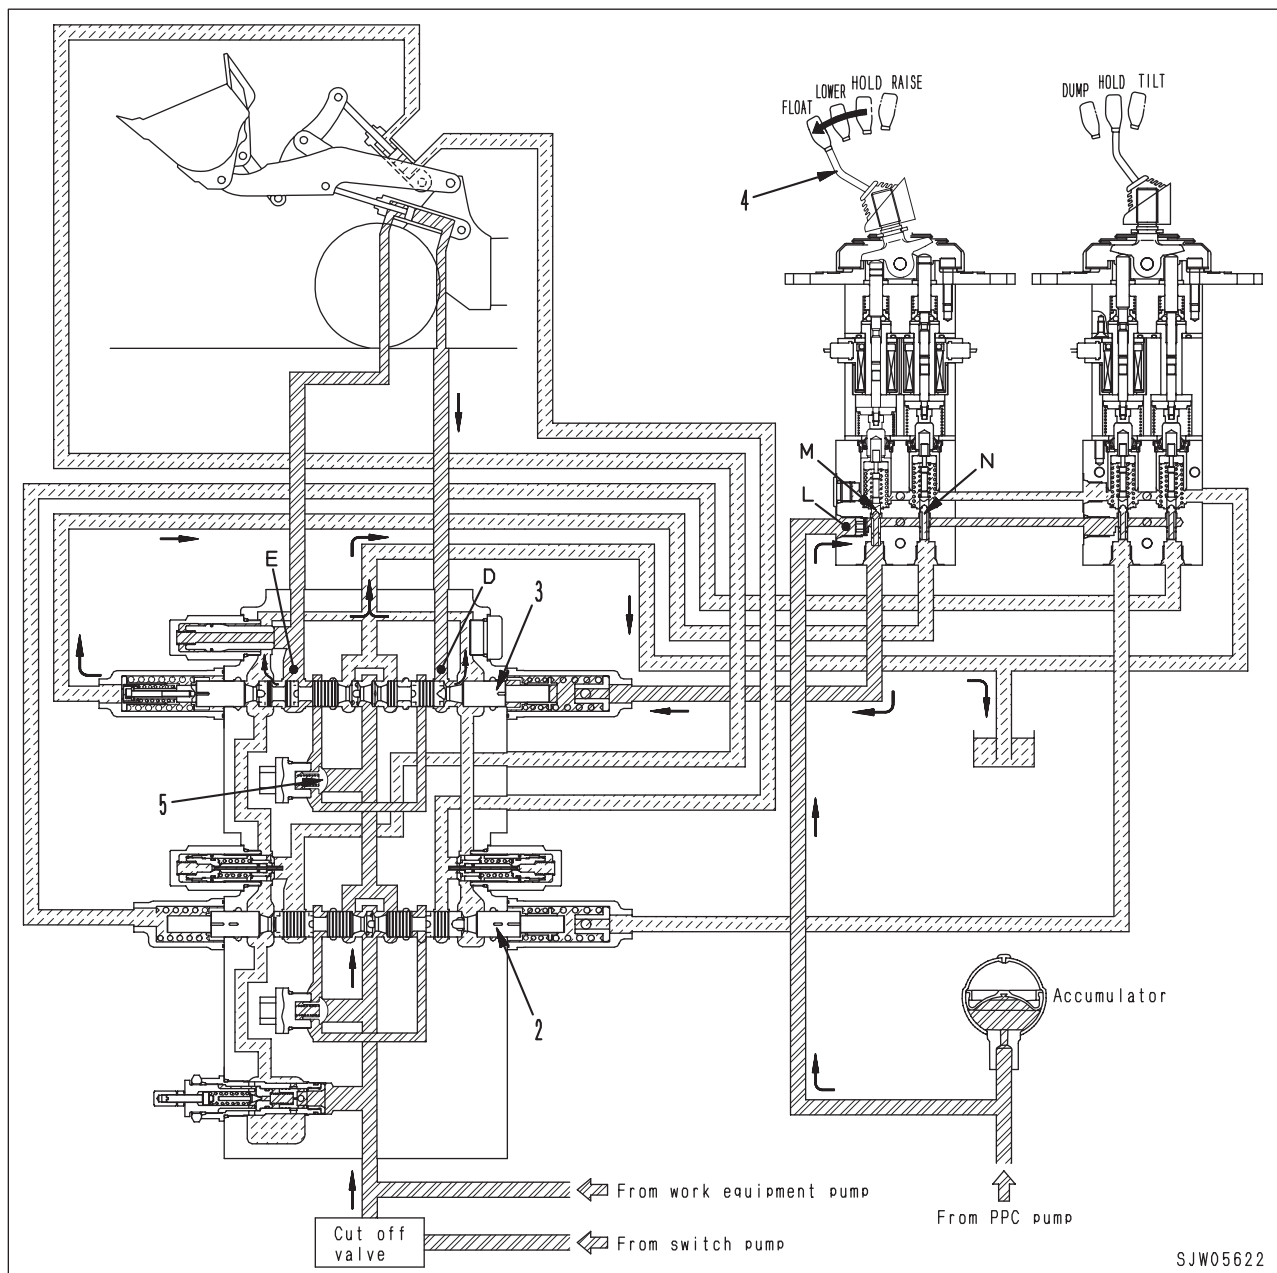 FLOAT LOWER HOLD RAISE
DUMP HOLD TILT
4
M
N
L
E
D
3
5
2
Accumulator
From work equipment pump
From PPC pump
Cut off
valve
From switch pump
SJW05622